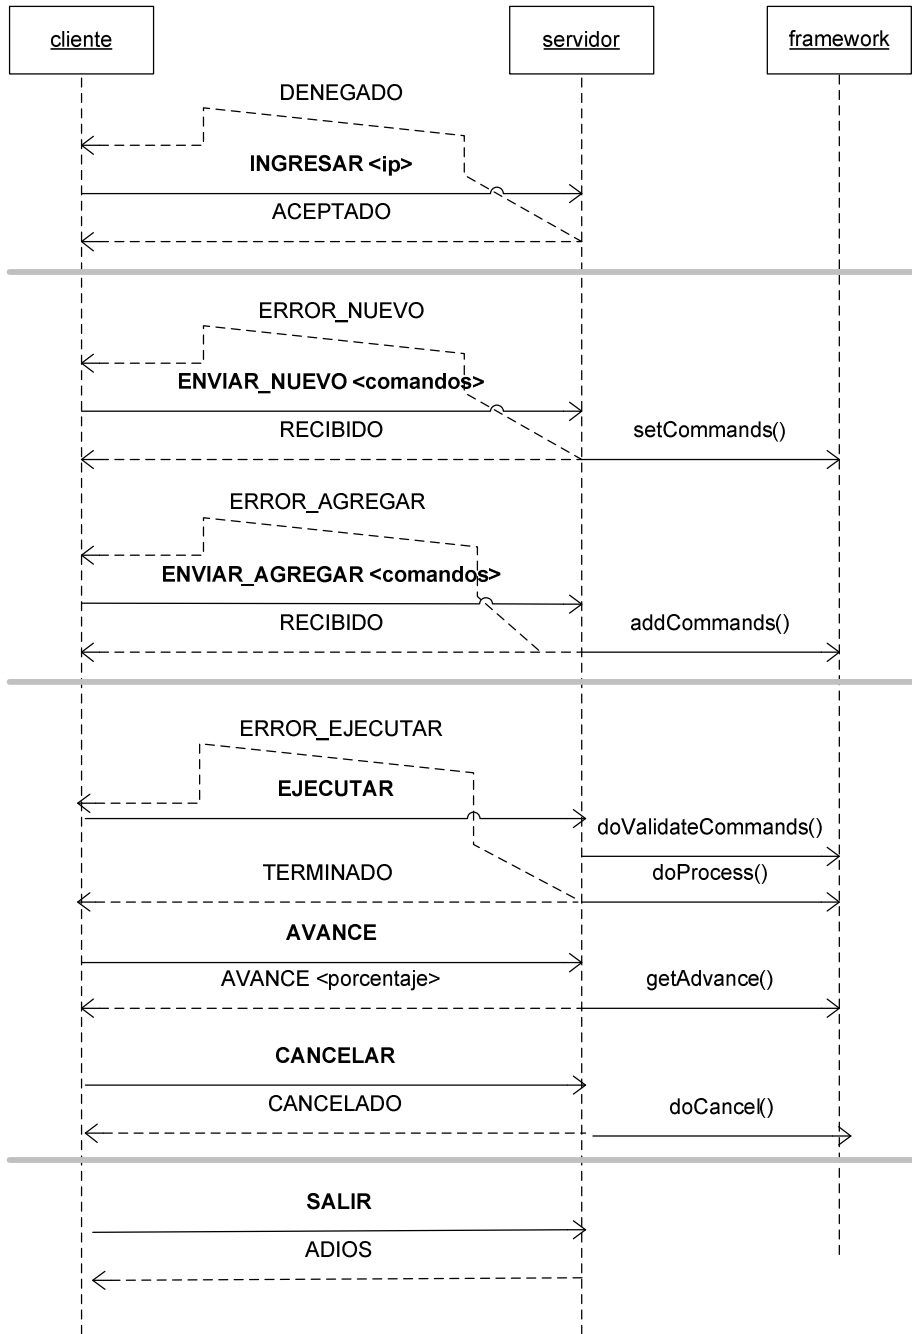 cliente
servidor
framework
DENEGADO
INGRESAR <ip>
ACEPTADO
ERROR_NUEVO
ENVIAR_NUEVO <comandos>
RECIBIDO
setCommands()
ERROR_AGREGAR
ENVIAR_AGREGAR <comandos>
RECIBIDO
addCommands()
ERROR_EJECUTAR
EJECUTAR
doValidateCommands()
TERMINADO
doProcess()
AVANCE
AVANCE <porcentaje>
getAdvance()
CANCELAR
CANCELADO
doCancel()
SALIR
ADIOS